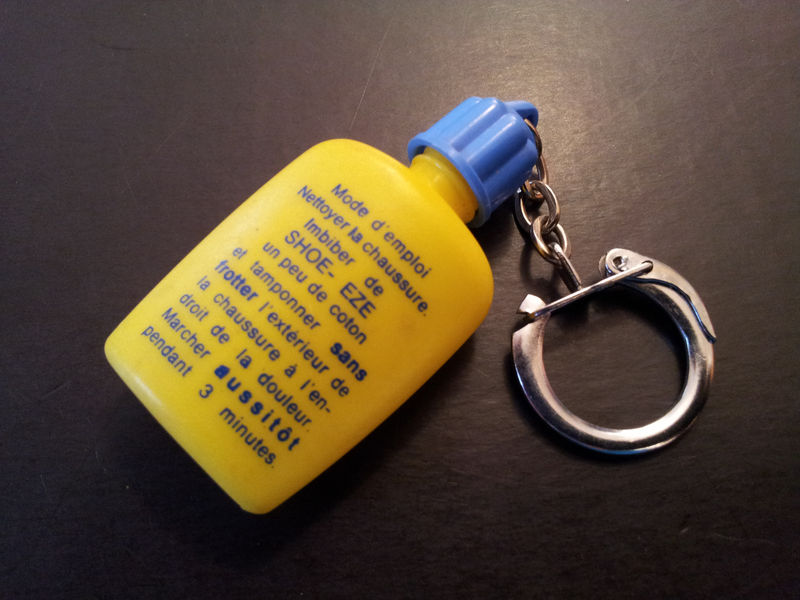 Mode d'emploi
Nettoyer la chaussure.
Imbiber de
SHOE- EZE
un peu de coton
et tamponner sans
frotter l'extérieur de
la chaussure à l'en-
droit de la douleur.
Marcher aussitôt
pendant 3 minutes.